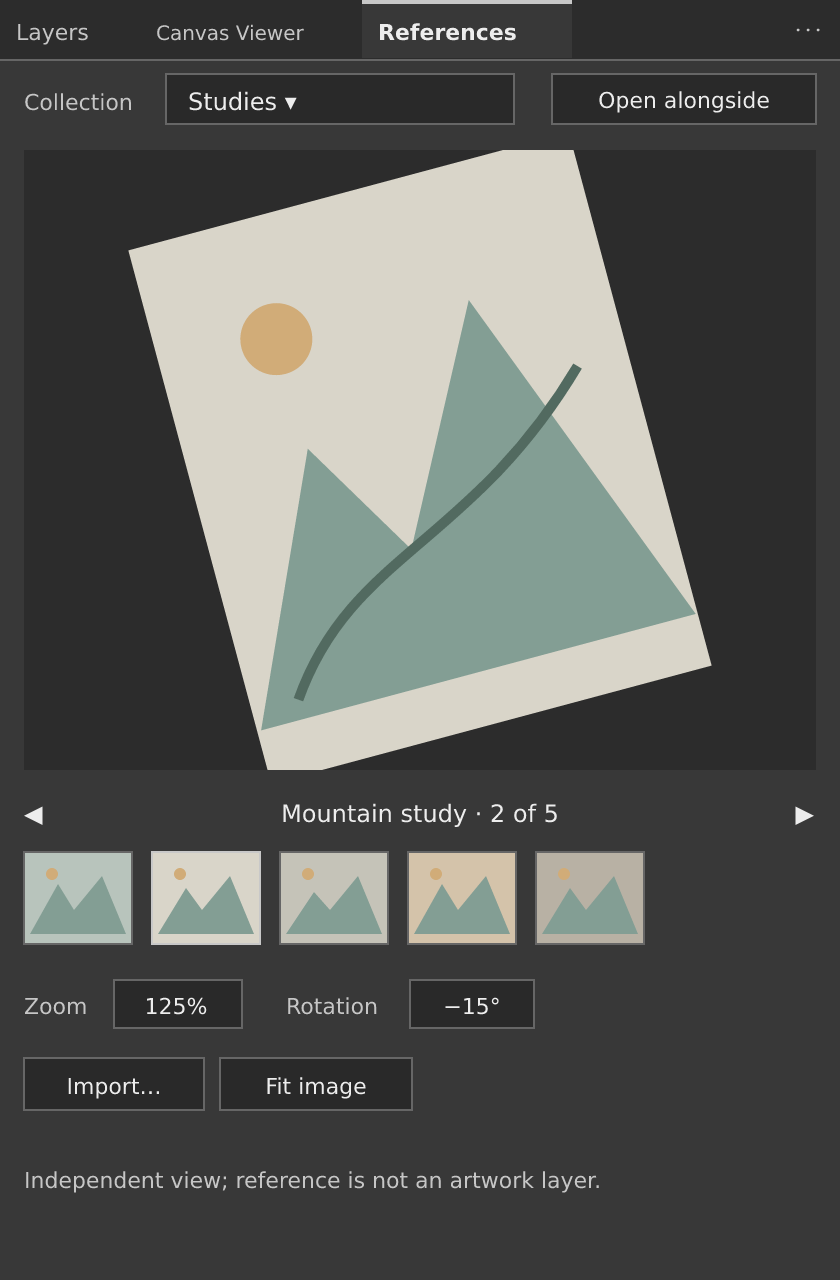 Layers Canvas Viewer References ···
Collection Studies ▾ Open alongside
◀ Mountain study · 2 of 5 ▶
Zoom 125% Rotation −15°
Import... Fit image
Independent view; reference is not an artwork layer.